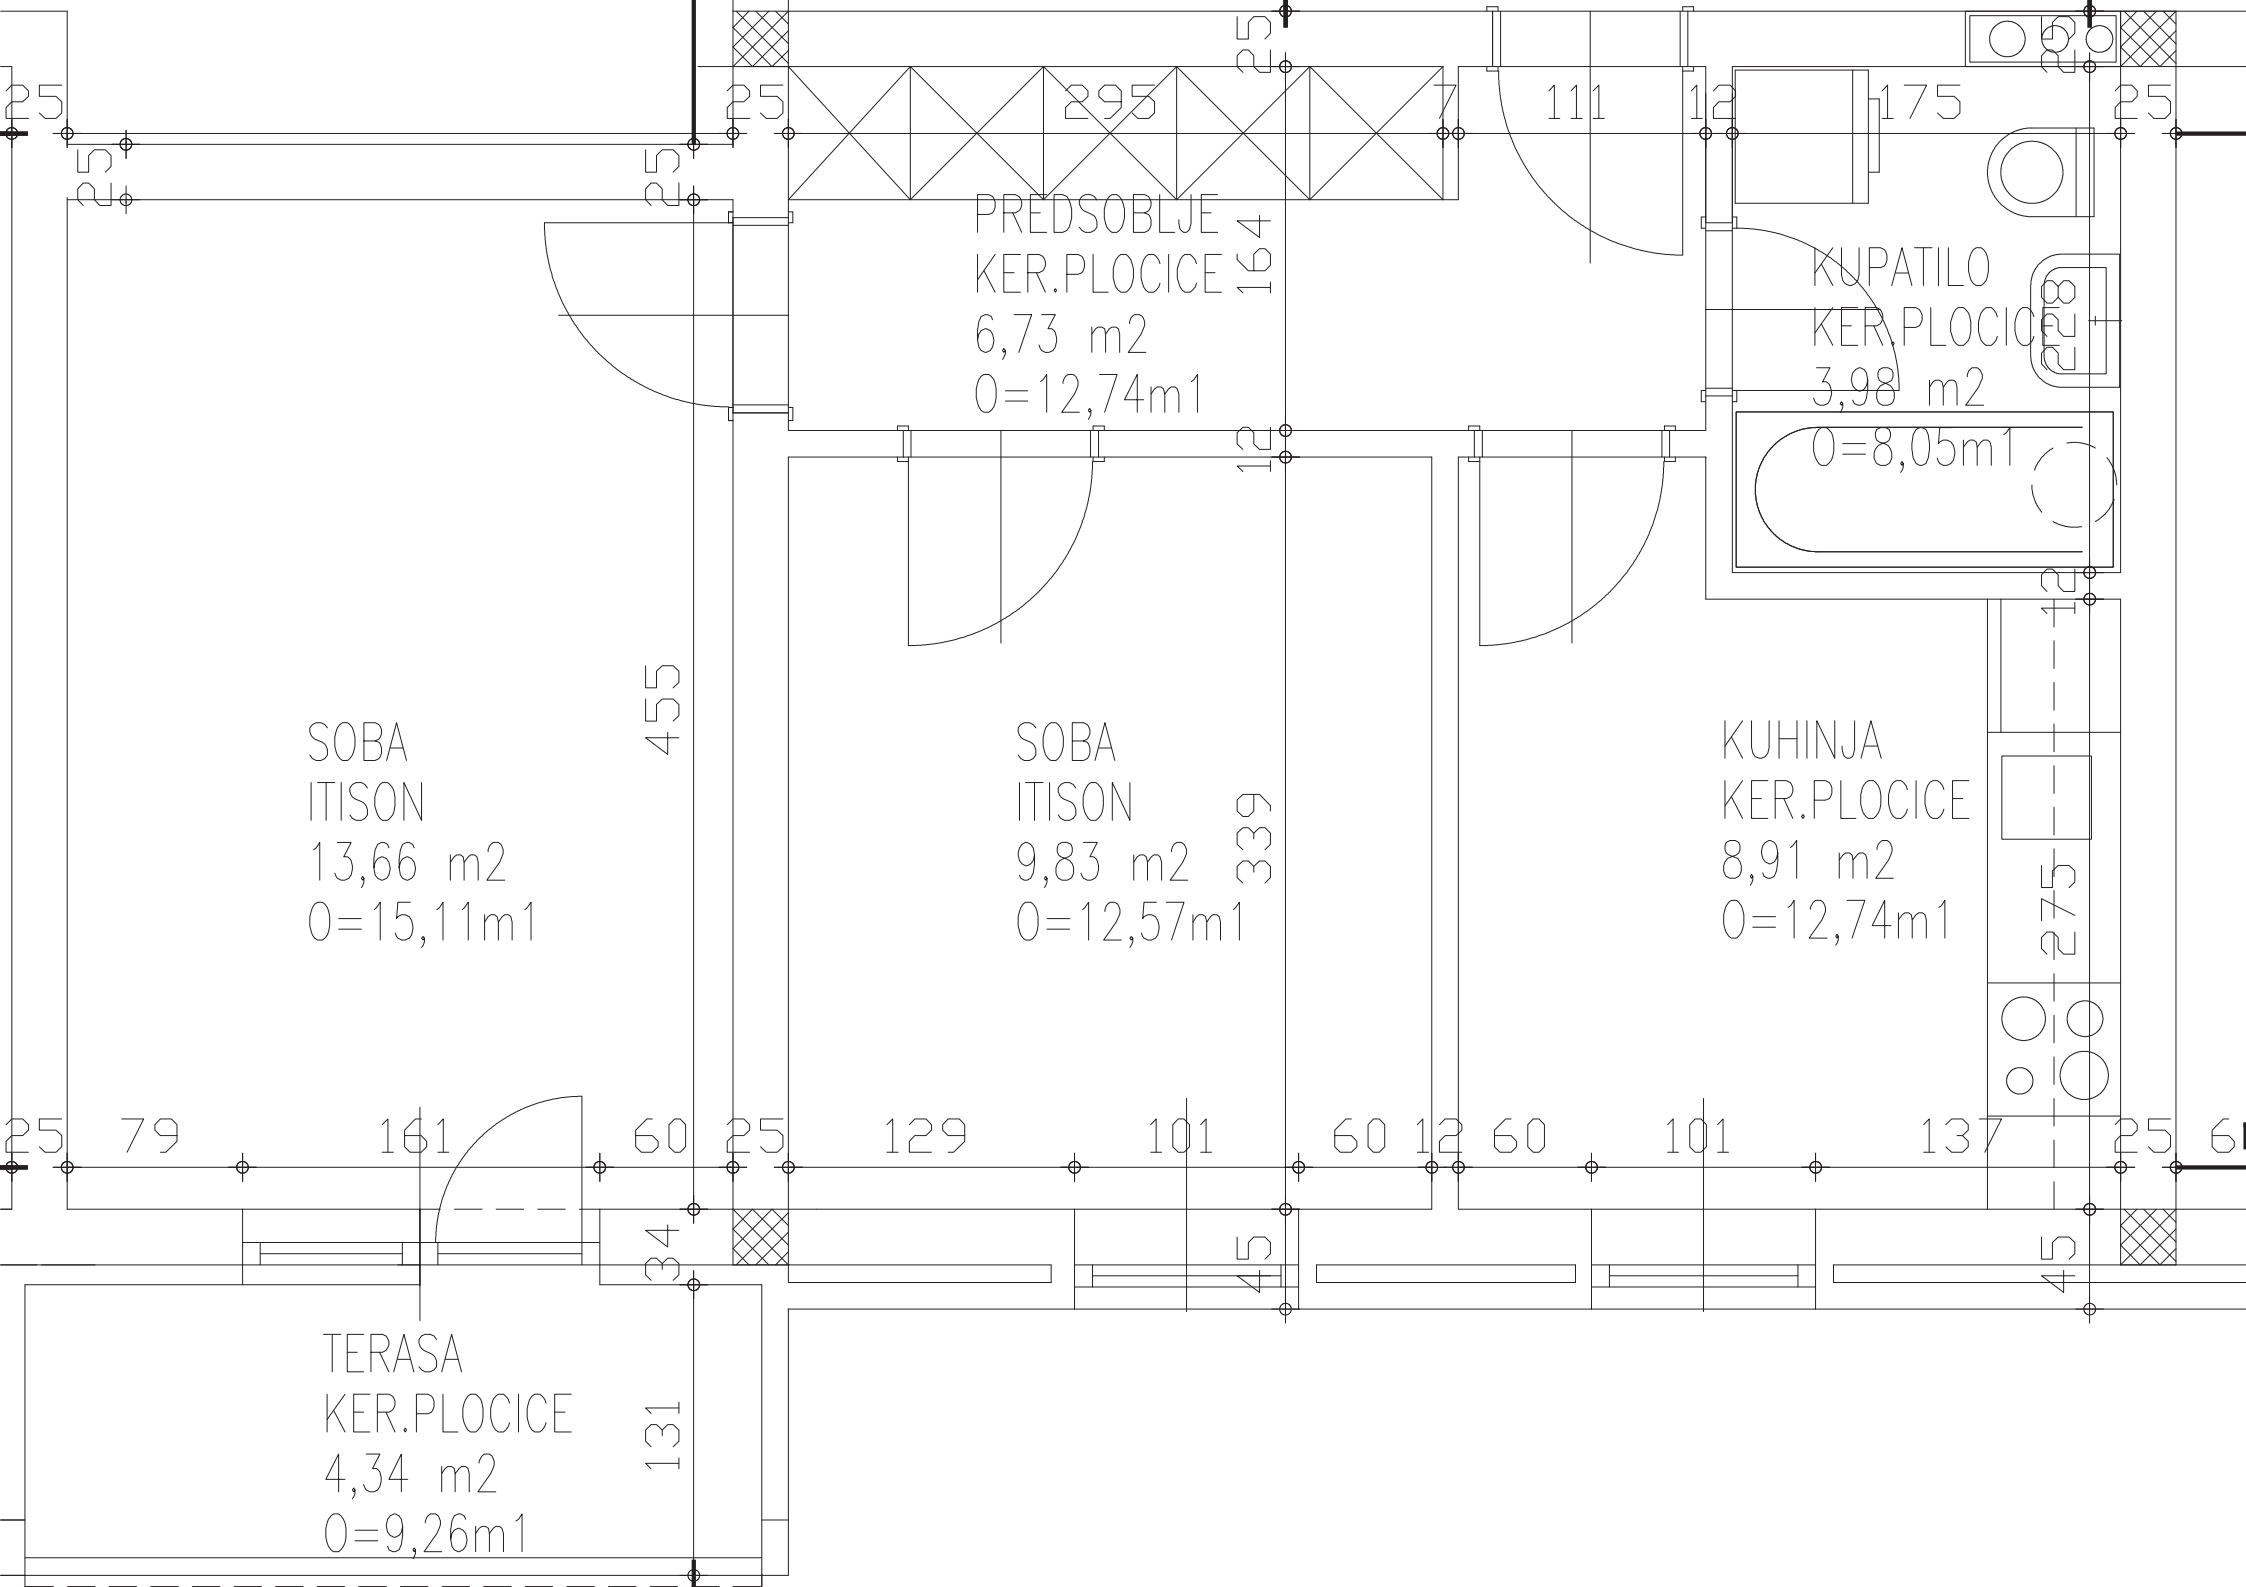 25
25
25
25
295
7
111
12
175
25
25
25
PREDSOBLJE
KER.PLOCICE
6,73 m2
O=12,74m1
164
KUPATILO
KER.PLOCICE
3,98 m2
O=8,05m1
228
12
12
455
SOBA
ITISON
13,66 m2
O=15,11m1
SOBA
ITISON
9,83 m2
O=12,57m1
339
KUHINJA
KER.PLOCICE
8,91 m2
O=12,74m1
275
25
79
161
60
25
129
101
60
12
60
101
137
25
34
45
45
TERASA
KER.PLOCICE
4,34 m2
O=9,26m1
131